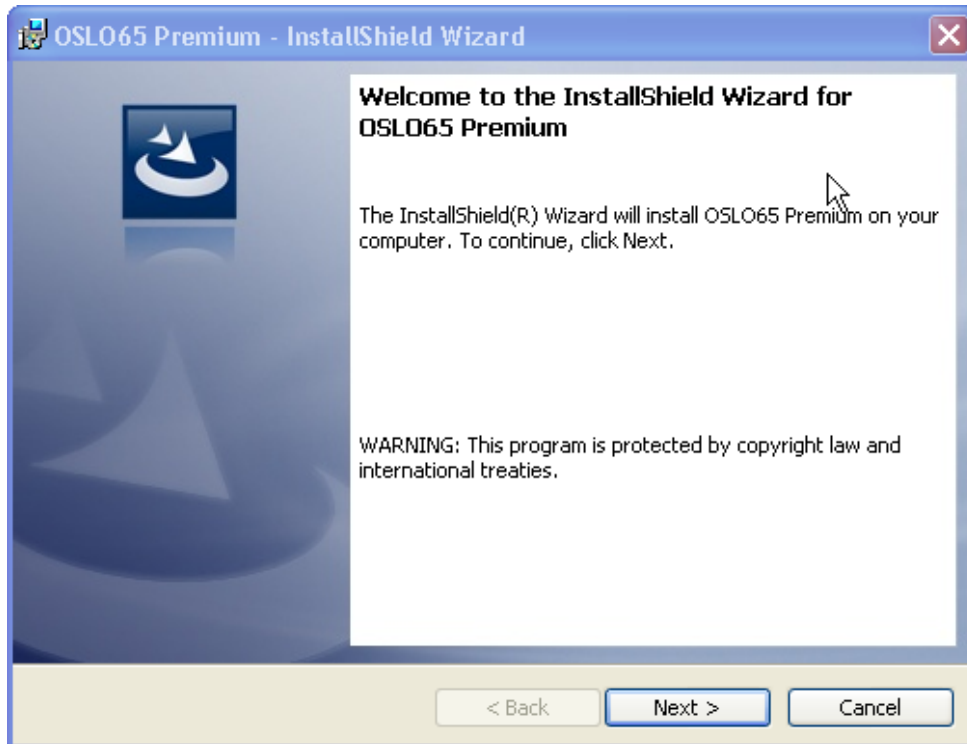 OSLO65 Premium - InstallShield Wizard
Welcome to the InstallShield Wizard for
OSLO65 Premium
The InstallShield(R) Wizard will install OSLO65 Premium on your
computer. To continue, click Next.
WARNING: This program is protected by copyright law and
international treaties.
< Back
Next >
Cancel